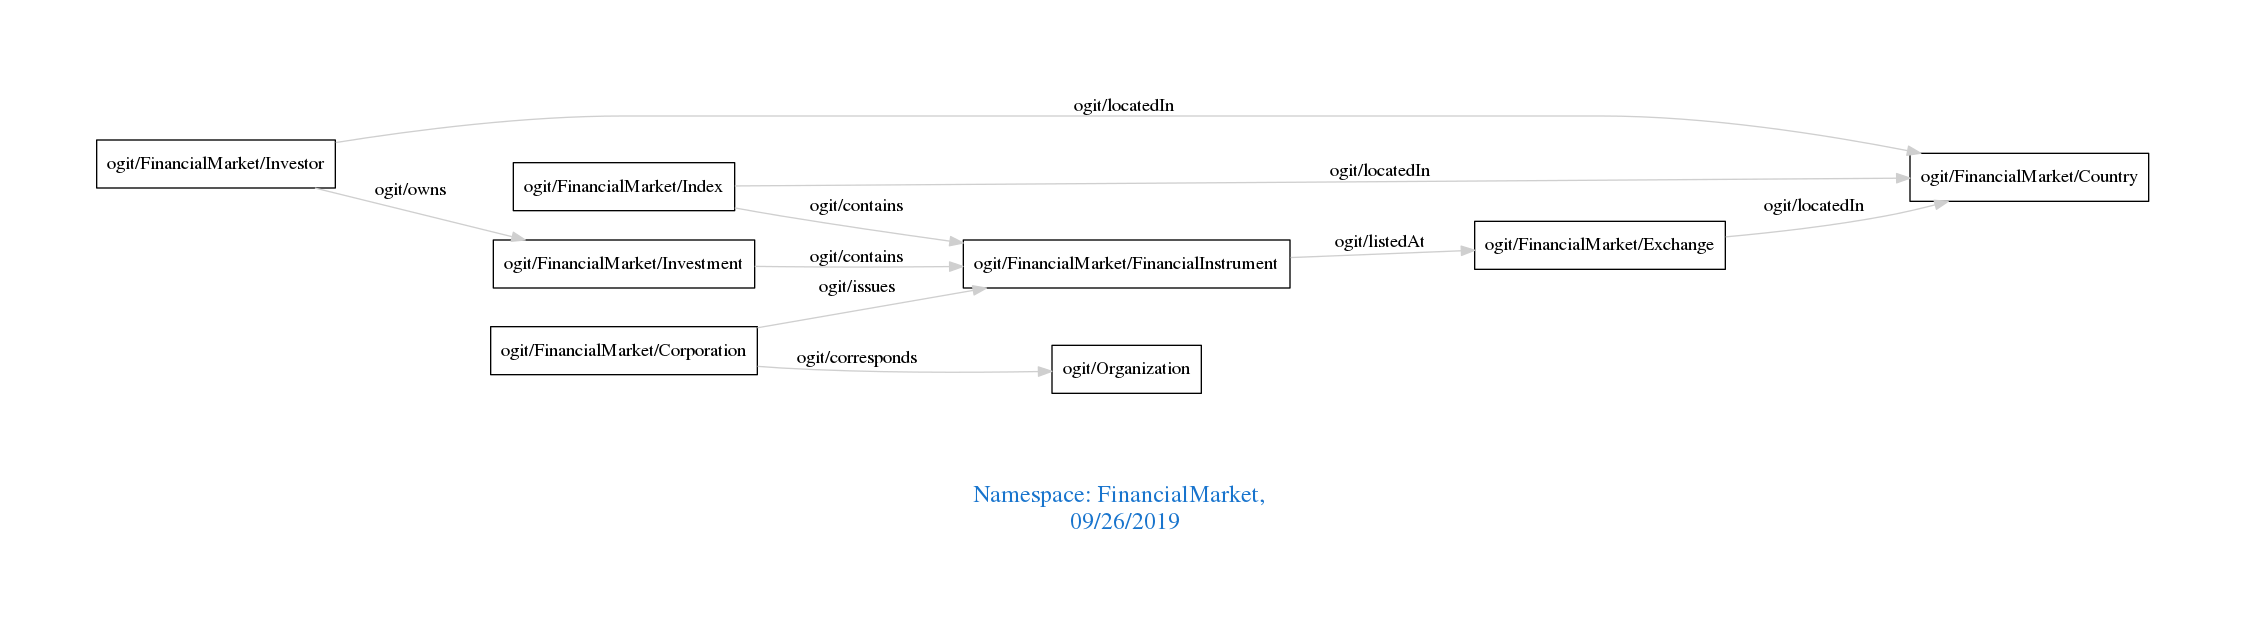 ogit/locatedIn
ogit/FinancialMarket/Investor
ogit/owns
ogit/FinancialMarket/Index
ogit/locatedIn
ogit/FinancialMarket/Country
ogit/contains
ogit/locatedIn
ogit/FinancialMarket/Investment
ogit/contains
ogit/FinancialMarket/FinancialInstrument
ogit/listedAt
ogit/FinancialMarket/Exchange
ogit/issues
ogit/FinancialMarket/Corporation
ogit/corresponds
ogit/Organization
Namespace: FinancialMarket,
09/26/2019